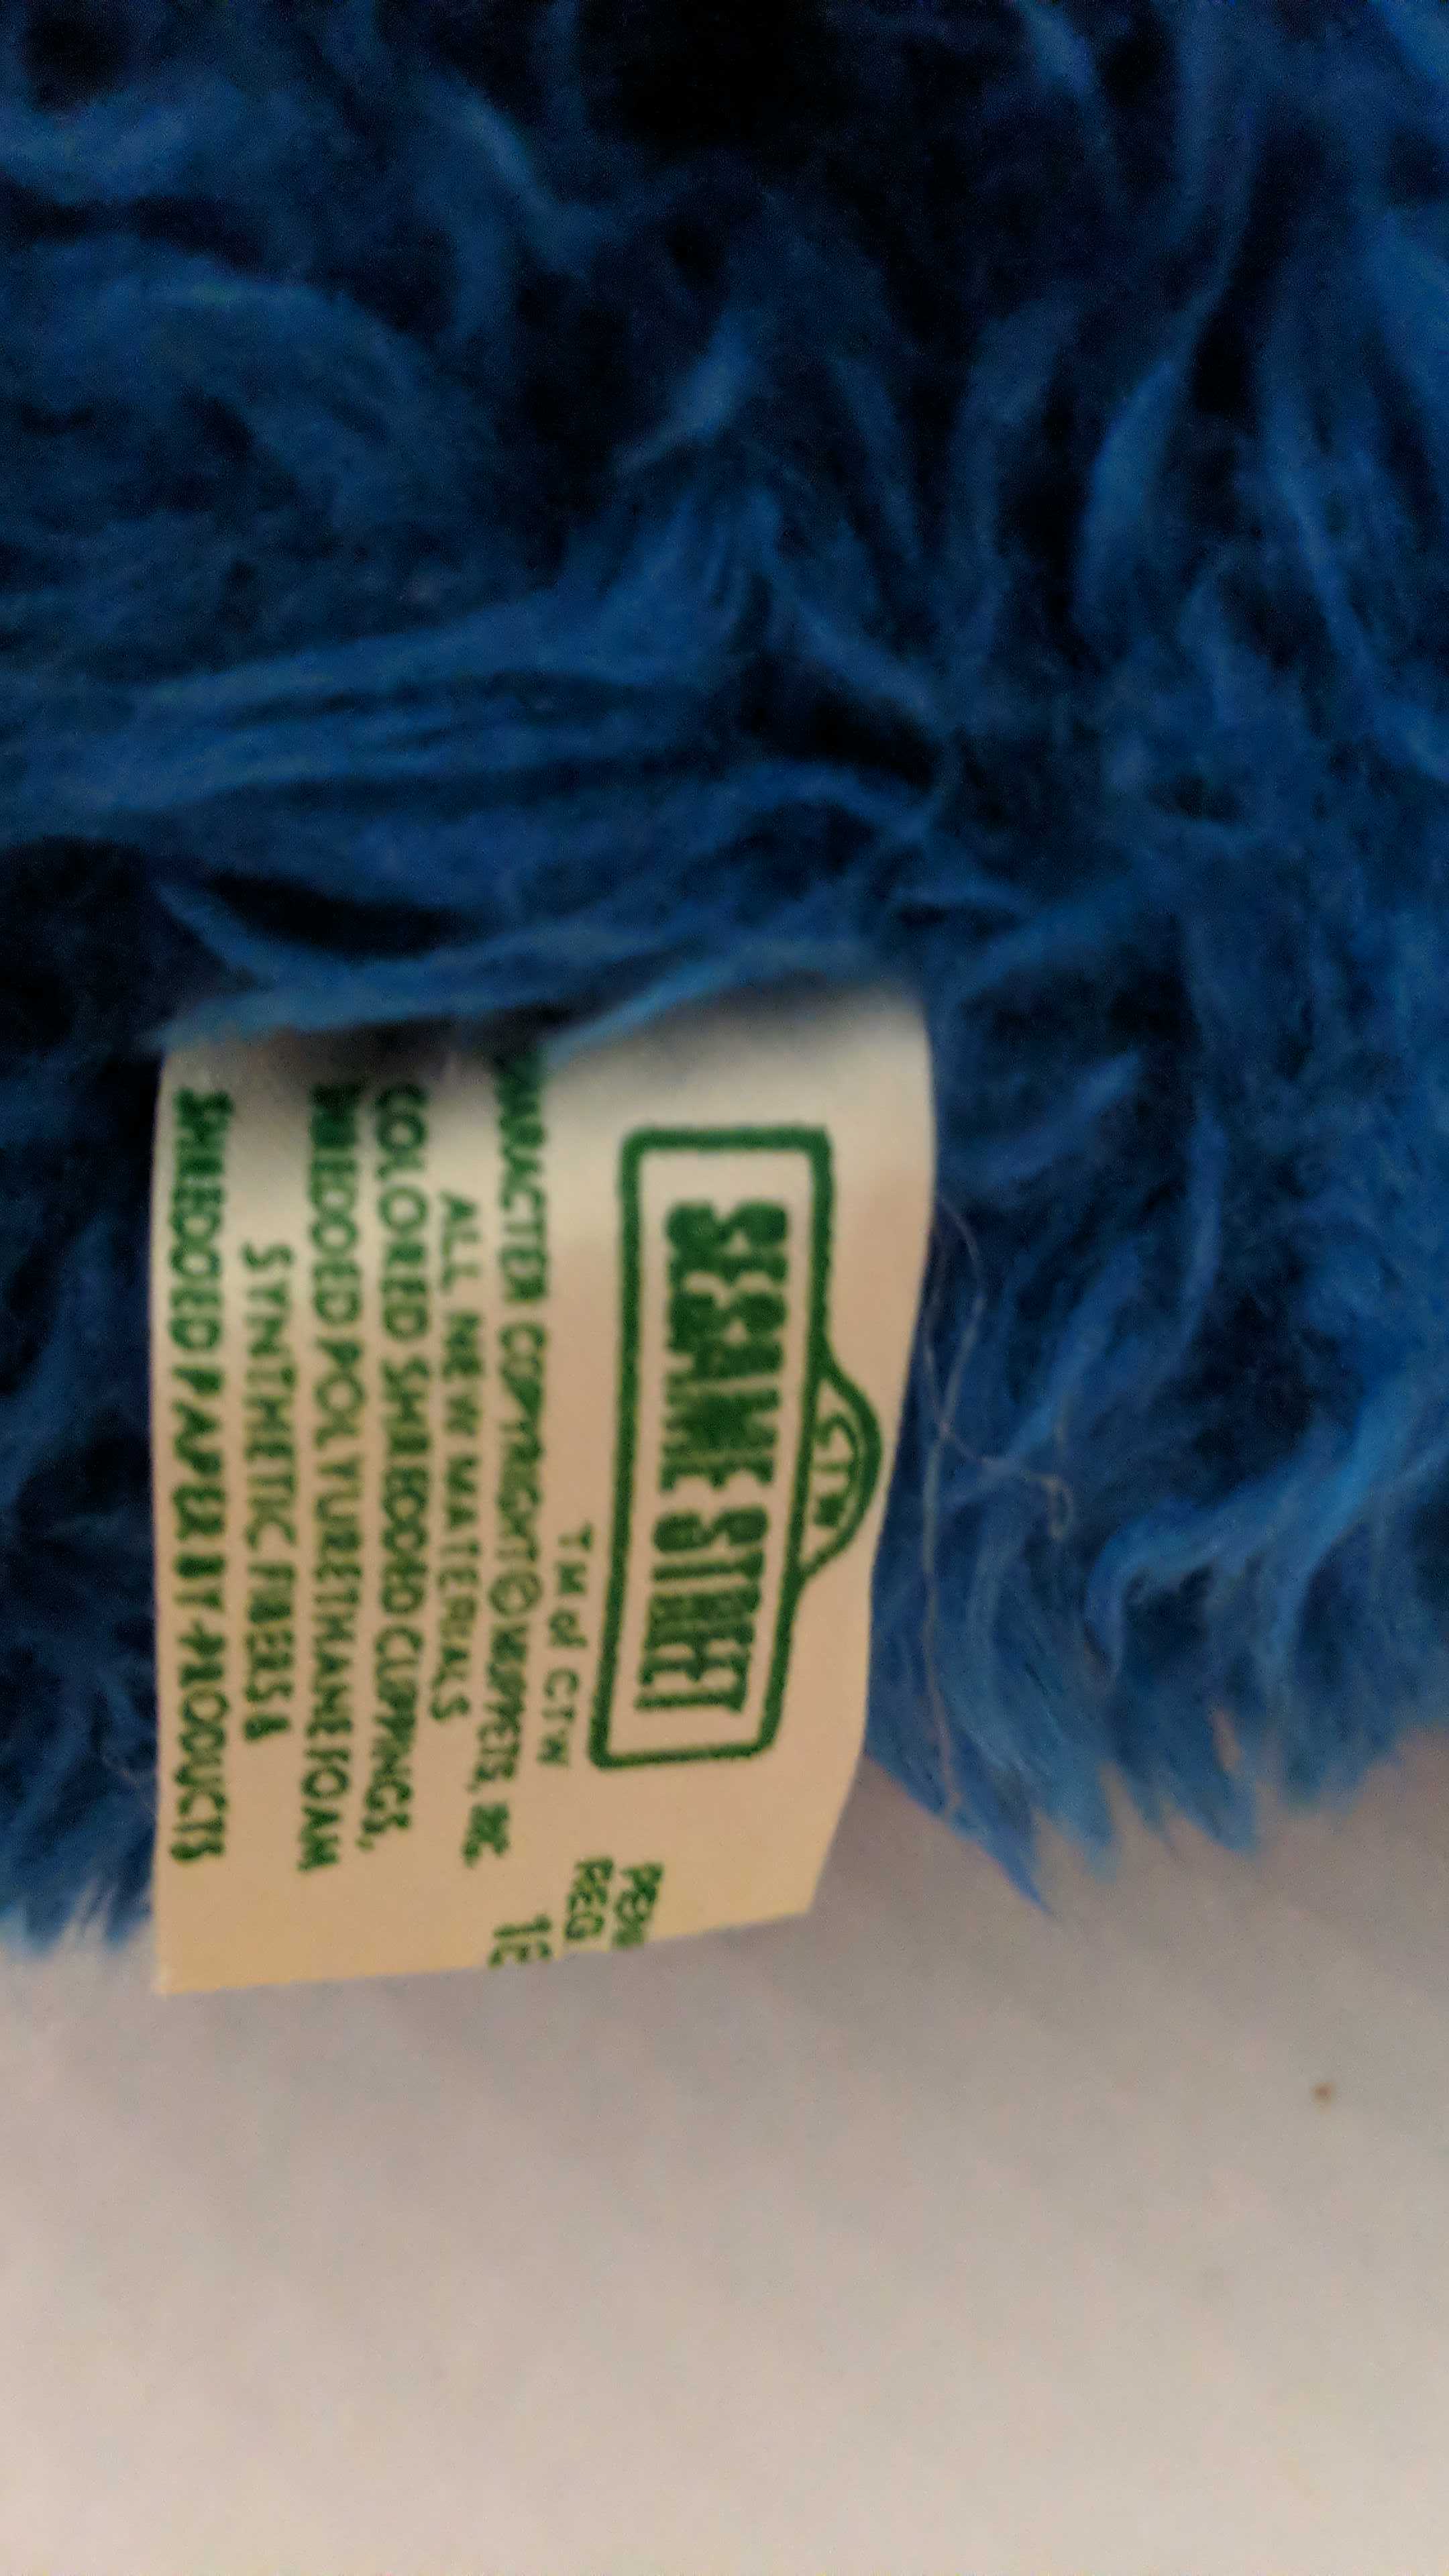 CTW
SESAME STREET
TM of CTW
CHARACTER COPYRIGHT © MUPPETS, INC.
ALL NEW MATERIALS
COLORED SHREDDED CLIPPINGS,
SHREDDED POLYURETHANE FOAM
SYNTHETIC FIBERS &
SHREDDED PAPER BY-PRODUCTS
REG